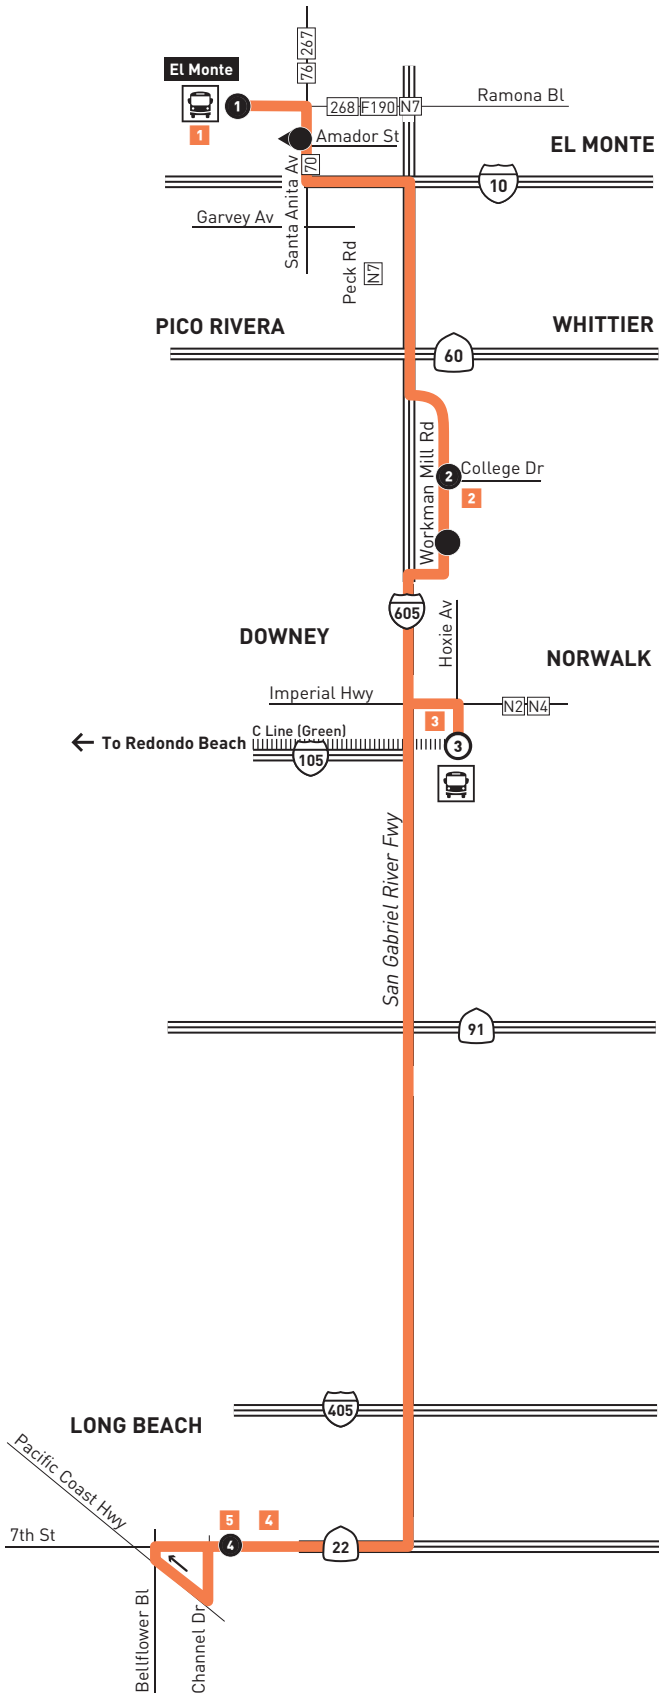 76 267
El Monte
1
1
268 F190 N7
Ramona Bl
Amador St
EL MONTE
70
Santa Anita Av
10
Garvey Av
Peck Rd
N7
PICO RIVERA
WHITTIER
60
Workman Mill Rd
2
College Dr
2
605
Hoxie Av
DOWNEY
NORWALK
Imperial Hwy
N2 N4
3
C Line (Green)
← To Redondo Beach
3
105
San Gabriel River Fwy
91
405
LONG BEACH
Pacific Coast Hwy
5
4
7th St
4
22
Bellflower Bl
Channel Dr